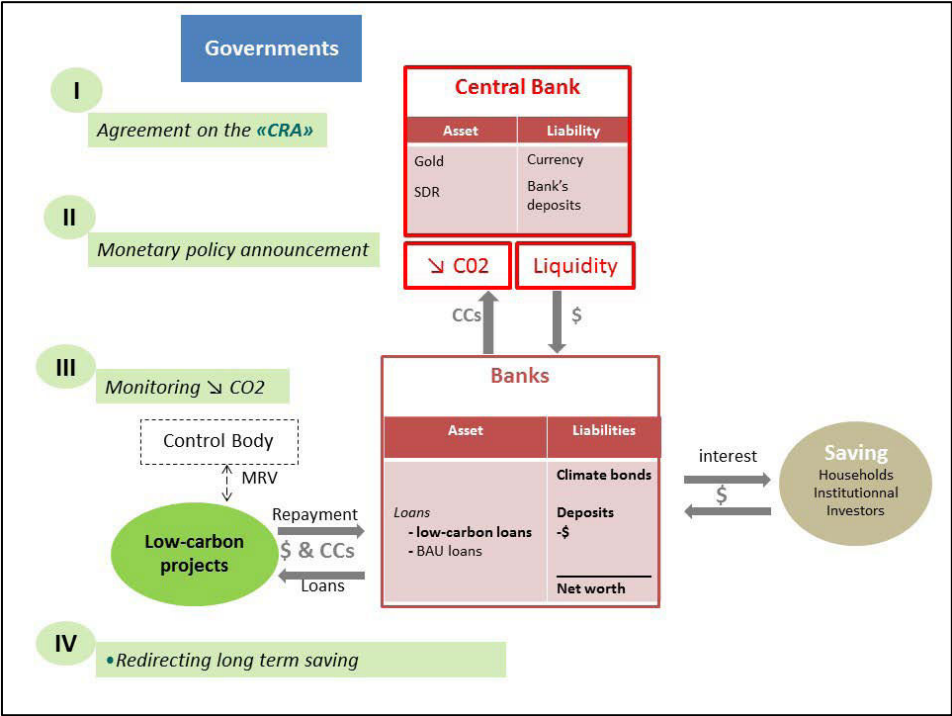 Governments
I
Agreement on the «CRA»
Central Bank
Asset Liability
Gold Currency
SDR Bank's
deposits
II
Monetary policy announcement
↘ C02 Liquidity
CCs $
III
Monitoring ↘ CO2
Banks
Asset Liabilities
Control Body
MRV
Climate bonds
Loans
- low-carbon loans
- BAU loans
Deposits
-$
Net worth
Low-carbon
projects
Repayment
$ & CCs
Loans
interest
$
Saving
Households
Institutionnal
Investors
IV
•Redirecting long term saving